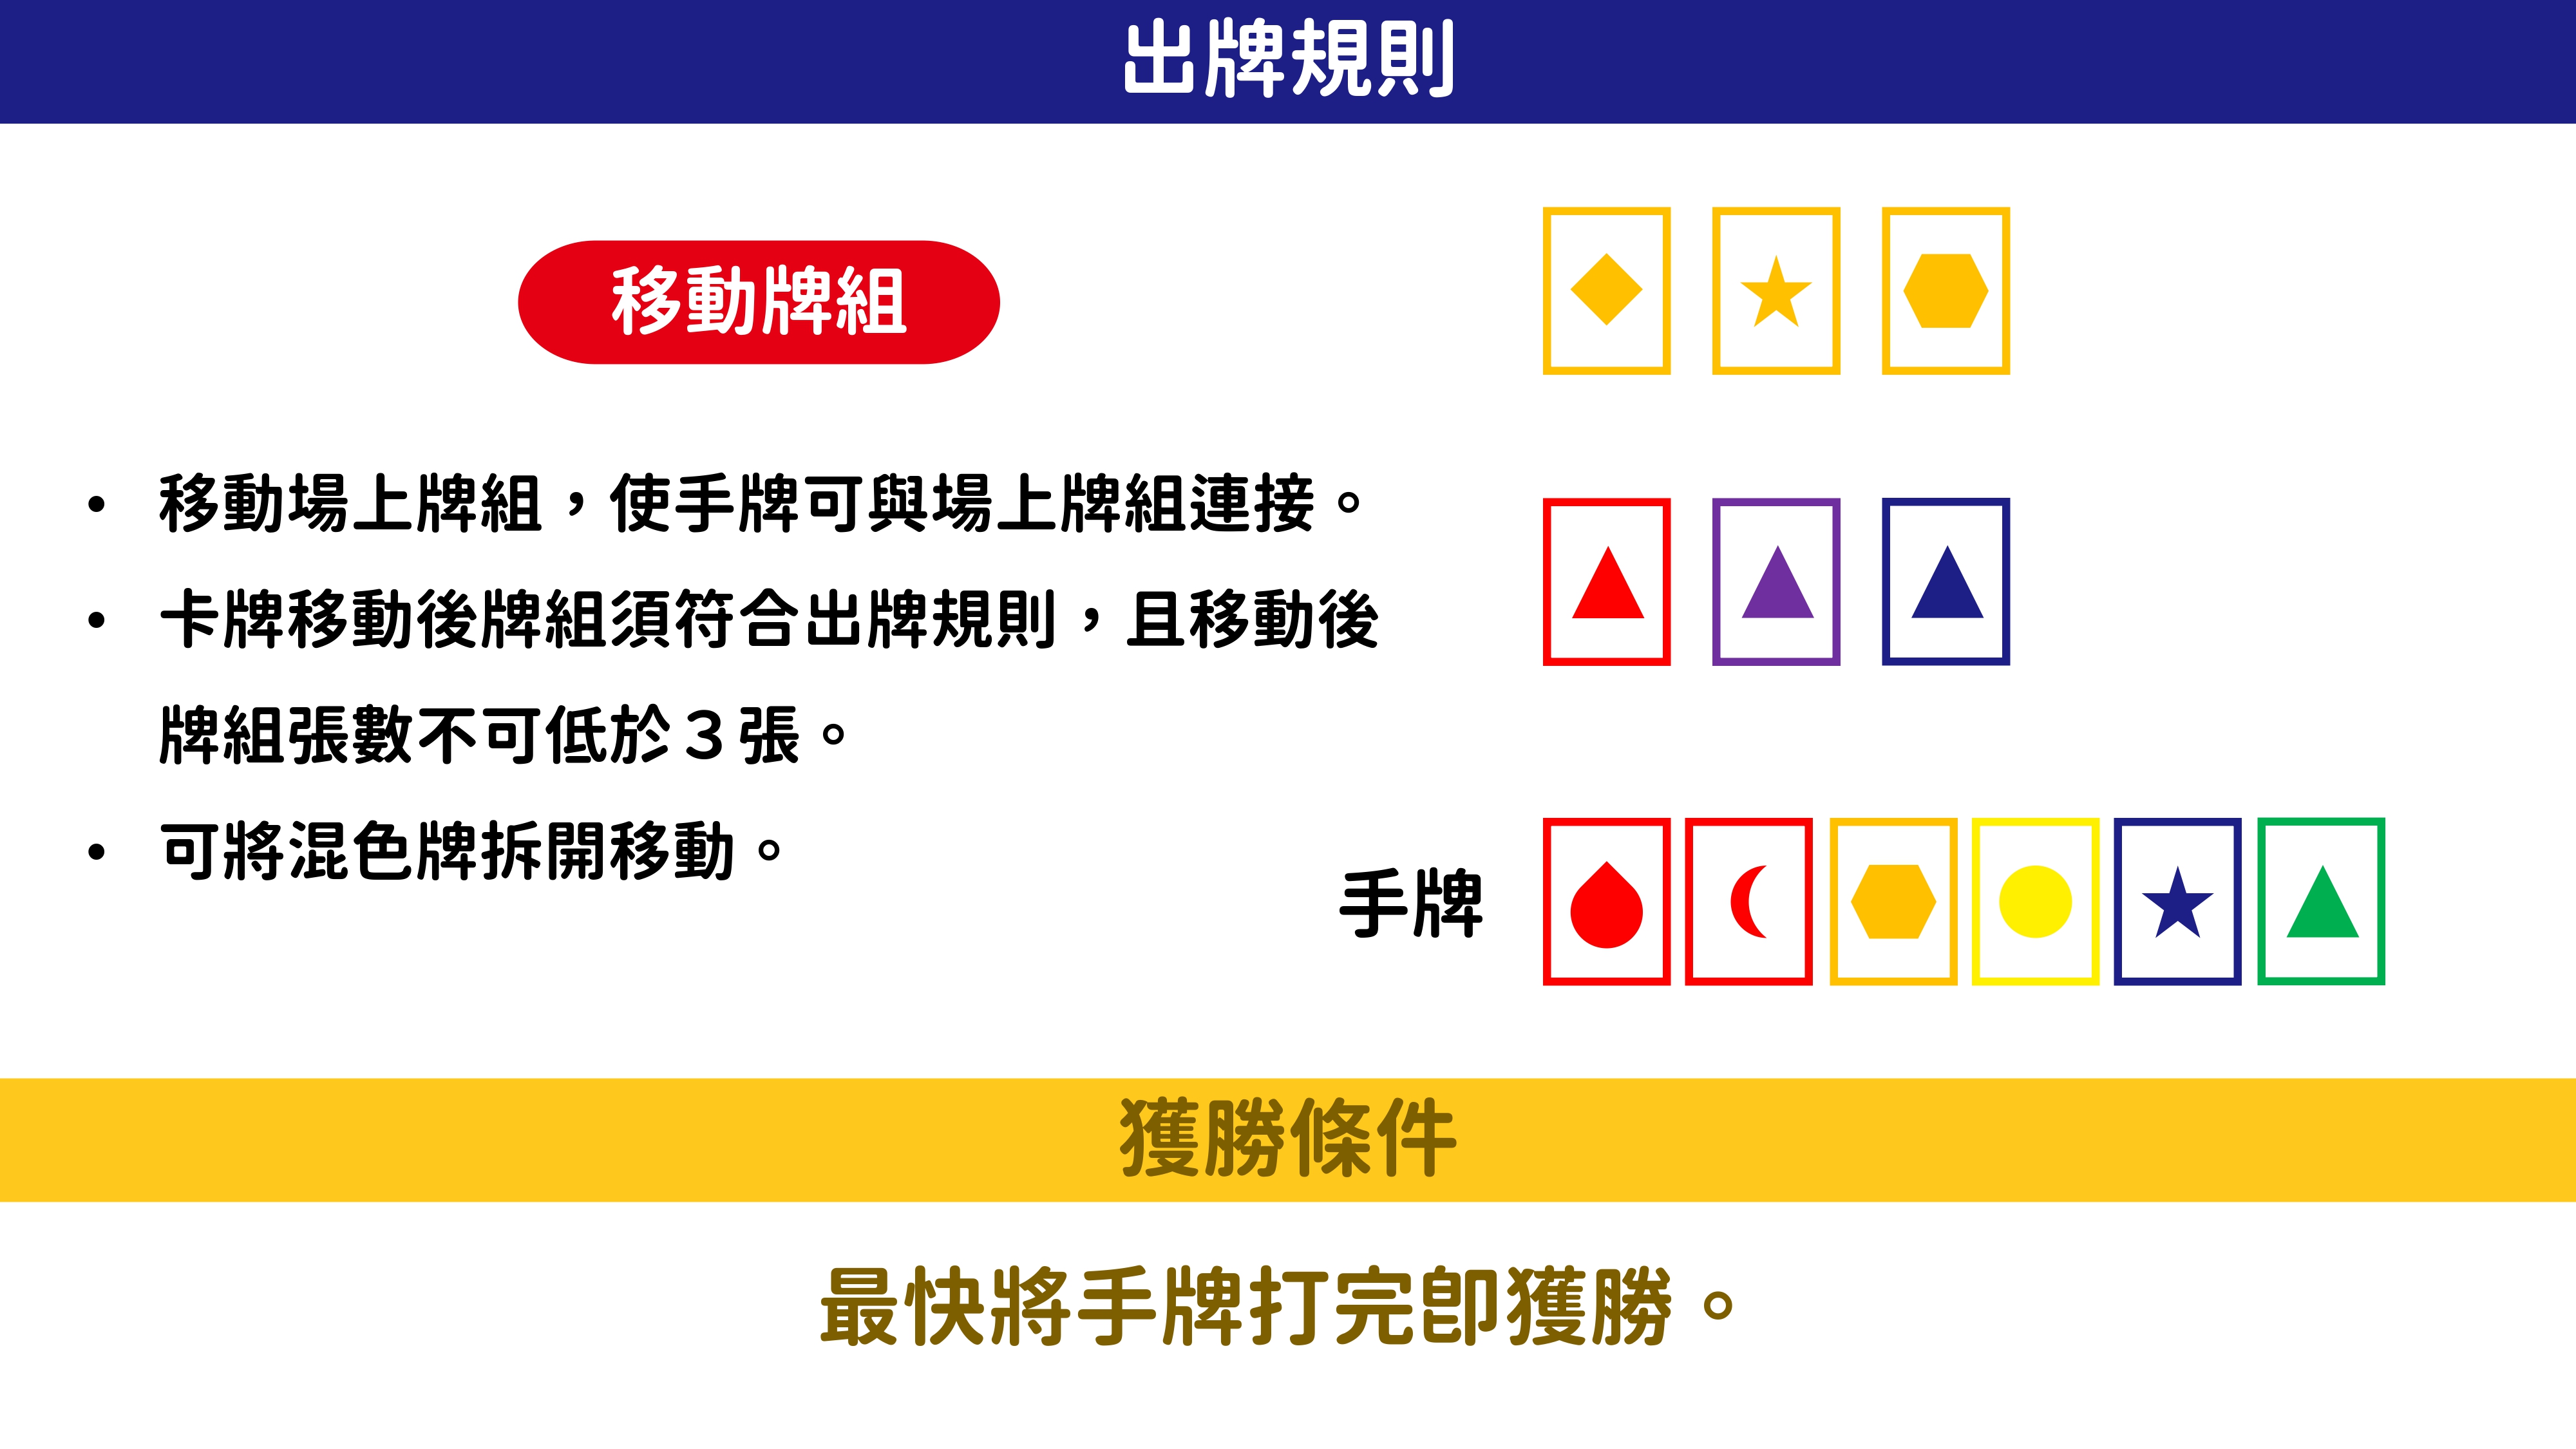 出牌規則
移動牌組
• 移動場上牌組，使手牌可與場上牌組連接。
• 卡牌移動後牌組須符合出牌規則，且移動後
牌組張數不可低於３張。
• 可將混色牌拆開移動。
手牌
獲勝條件
最快將手牌打完即獲勝。